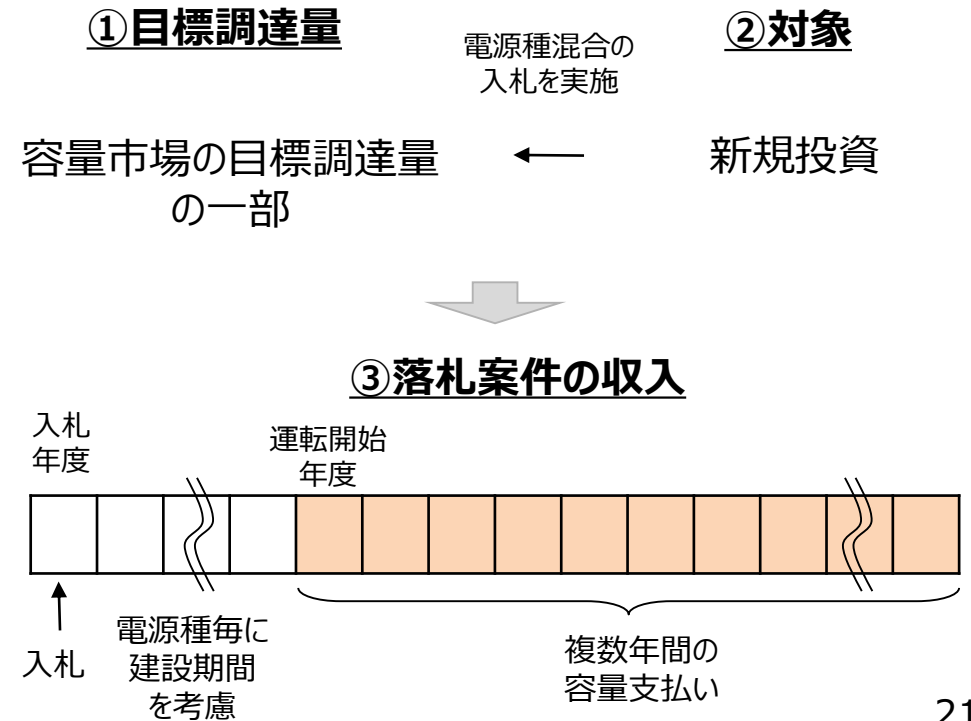 ①目標調達量
電源種混合の
入札を実施
②対象
容量市場の目標調達量
の一部
新規投資
③落札案件の収入
入札
年度
運転開始
年度
入札
電源種毎に
建設期間
を考慮
複数年間の
容量支払い
21